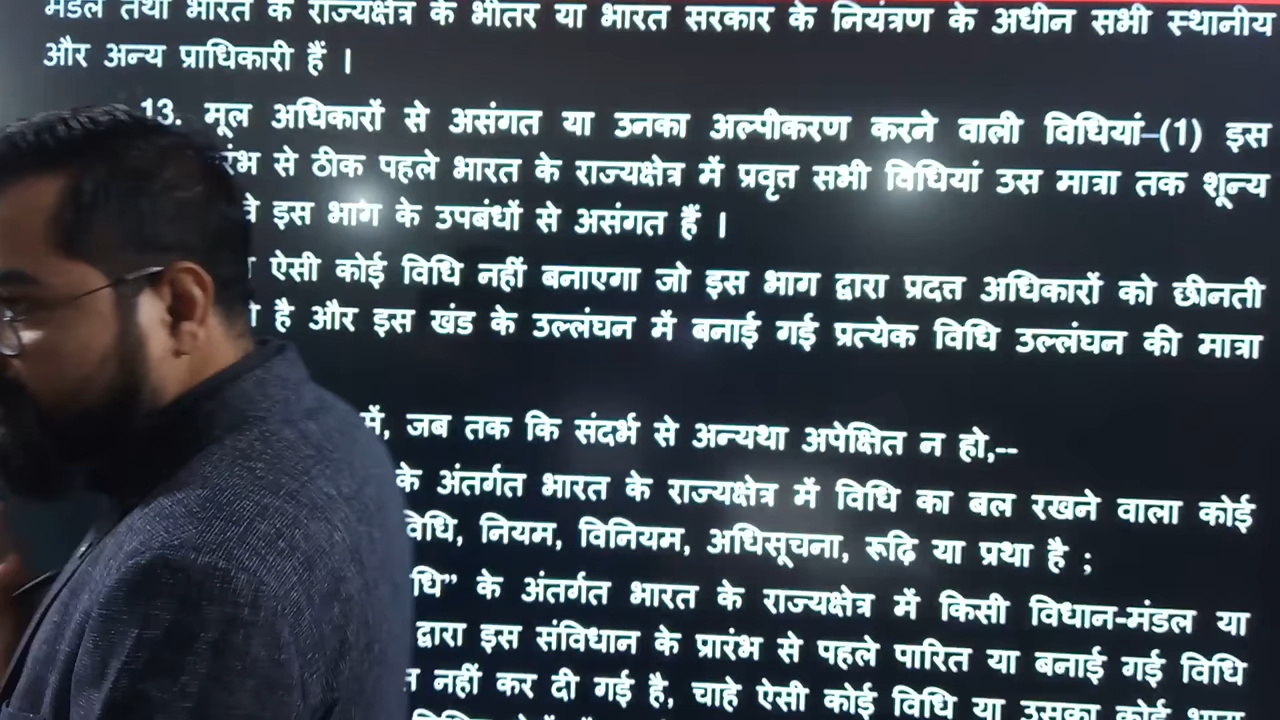 मंडल तथा भारत के राज्यक्षेत्र के भीतर या भारत सरकार के नियंत्रण के अधीन सभी स्थानीय
और अन्य प्राधिकारी हैं ।
13. मूल अधिकारों से असंगत या उनका अल्पीकरण करने वाली विधियां–(1) इस
से ठीक पहले भारत के राज्यक्षेत्र में प्रवृत्त सभी विधियां उस मात्रा तक शून्य
इस भाग के उपबंधों से असंगत हैं ।
ऐसी कोई विधि नहीं बनाएगा जो इस भाग द्वारा प्रदत्त अधिकारों को छीनती
है और इस खंड के उल्लंघन में बनाई गई प्रत्येक विधि उल्लंघन की मात्रा
में, जब तक कि संदर्भ से अन्यथा अपेक्षित न हो,--
के अंतर्गत भारत के राज्यक्षेत्र में विधि का बल रखने वाला कोई
विधि, नियम, विनियम, अधिसूचना, रूढ़ि या प्रथा है ;
धि” के अंतर्गत भारत के राज्यक्षेत्र में किसी विधान-मंडल या
द्वारा इस संविधान के प्रारंभ से पहले पारित या बनाई गई विधि
नहीं कर दी गई है, चाहे ऐसी कोई विधि या उसका कोई भाग